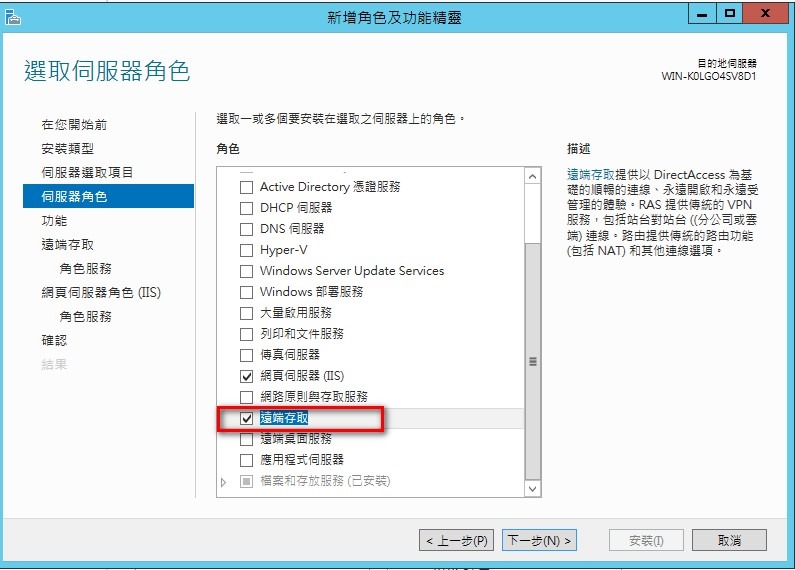 新增角色及功能精靈
選取伺服器角色
目的地伺服器
WIN-K0LGO4SV8D1
在您開始前
安裝類型
伺服器選取項目
伺服器角色
功能
遠端存取
角色服務
網頁伺服器角色 (IIS)
角色服務
確認
結果
選取一或多個要安裝在選取之伺服器上的角色。
角色
Active Directory 憑證服務
DHCP 伺服器
DNS 伺服器
Hyper-V
Windows Server Update Services
Windows 部署服務
大量啟用服務
列印和文件服務
傳真伺服器
網頁伺服器 (IIS)
網路原則與存取服務
遠端存取
遠端桌面服務
應用程式伺服器
檔案和存放服務 (已安裝)
描述
遠端存取提供以 DirectAccess 為基
礎的順暢的連線、永遠開啟和永遠受
管理的體驗。RAS 提供傳統的 VPN
服務，包括站台對站台 ((分公司或雲
端) 連線。路由提供傳統的路由功能
(包括 NAT) 和其他連線選項。
< 上一步(P)
下一步(N) >
安裝(I)
取消